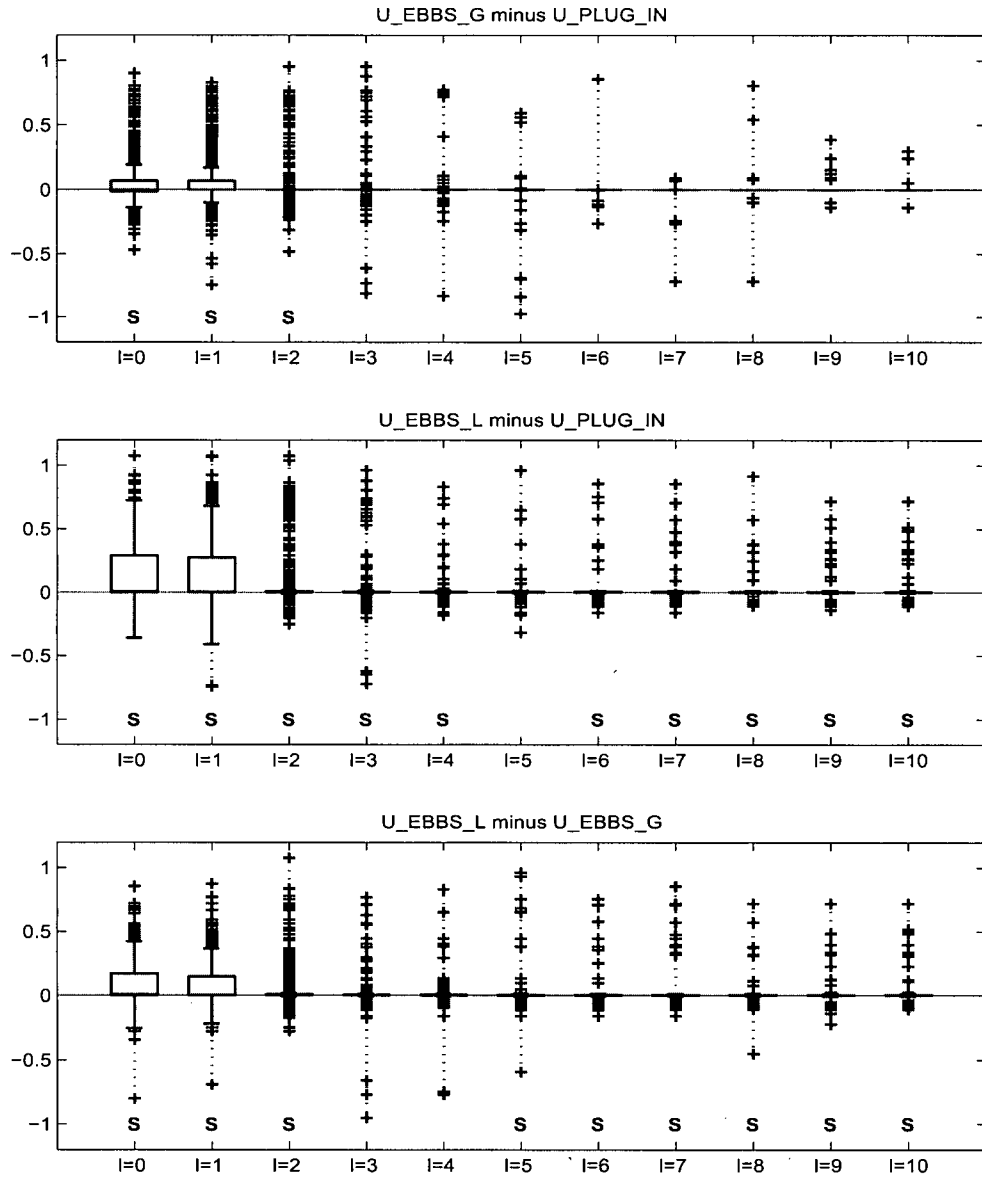 U_EBBS_G minus U_PLUG_IN
1
0.5
0
−0.5
−1
S S S
l=0 l=1 l=2 l=3 l=4 l=5 l=6 l=7 l=8 l=9 l=10
U_EBBS_L minus U_PLUG_IN
1
0.5
0
−0.5
−1
S S S S S S S S S S
l=0 l=1 l=2 l=3 l=4 l=5 l=6 l=7 l=8 l=9 l=10
U_EBBS_L minus U_EBBS_G
1
0.5
0
−0.5
−1
S S S S S S S S S
l=0 l=1 l=2 l=3 l=4 l=5 l=6 l=7 l=8 l=9 l=10